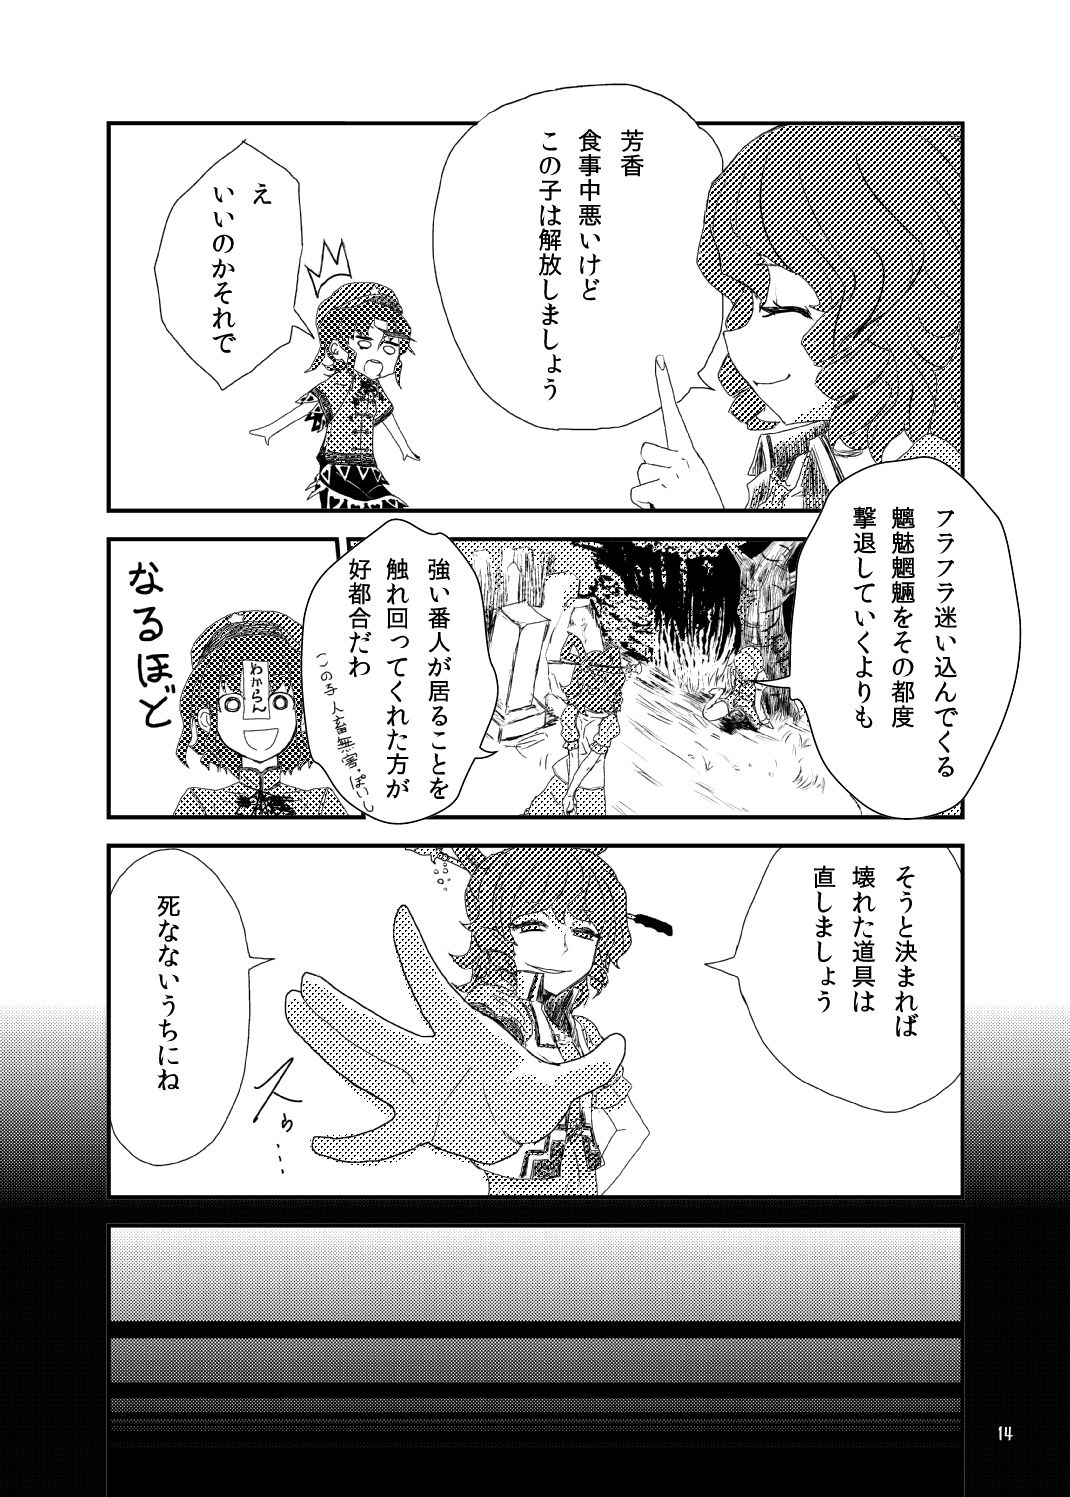 芳香
食事中悪いけど
この子は解放しましょう
え
いいのかそれで
フラフラ迷い込んでくる
魑魅魍魎をその都度
撃退していくよりも
強い番人が居ることを
触れ回ってくれた方が
好都合だわ
(この子人畜無害っぽいし
なるほど
わからん
そうと決まれば
壊れた道具は
直しましょう
スゥ…
死なないうちにね
14